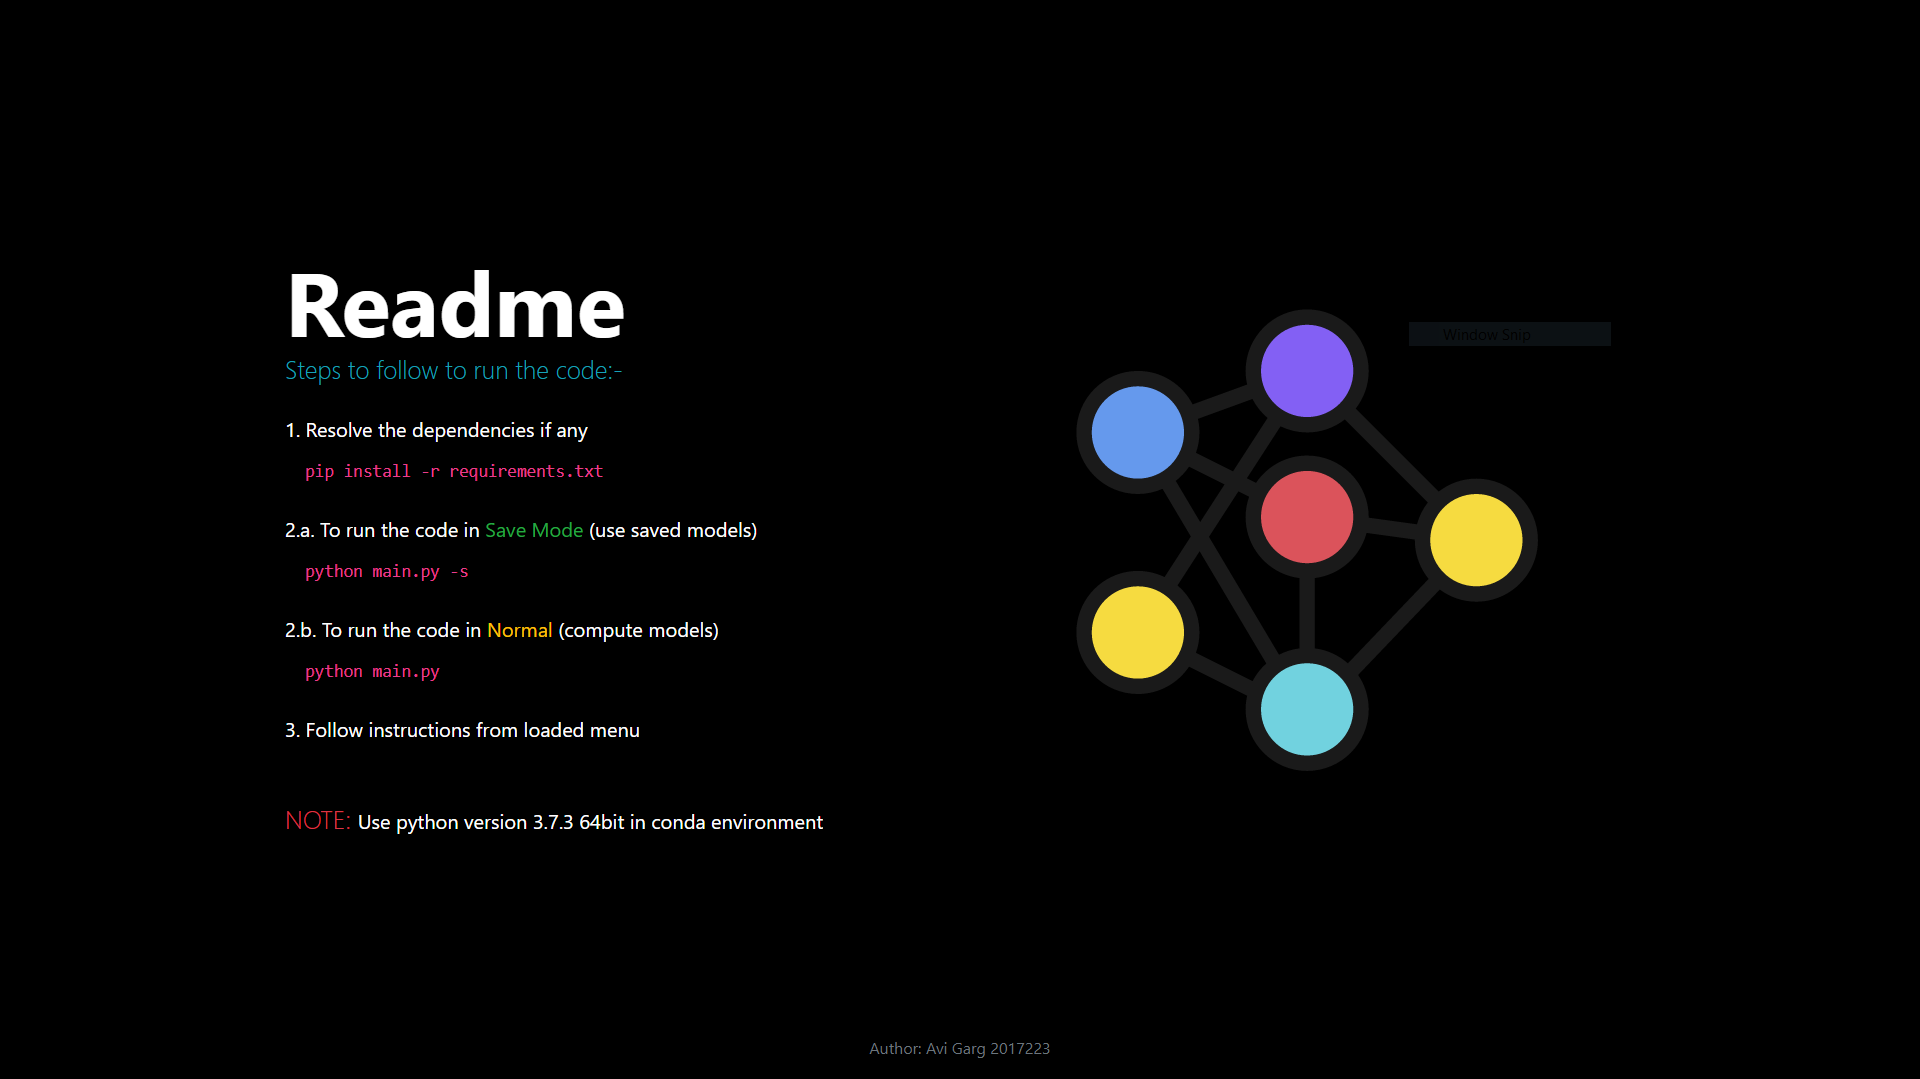 Readme
Steps to follow to run the code:-
1. Resolve the dependencies if any
pip install -r requirements.txt
2.a. To run the code in Save Mode (use saved models)
python main.py -s
2.b. To run the code in Normal (compute models)
python main.py
3. Follow instructions from loaded menu
NOTE: Use python version 3.7.3 64bit in conda environment
Window Snip
Author: Avi Garg 2017223